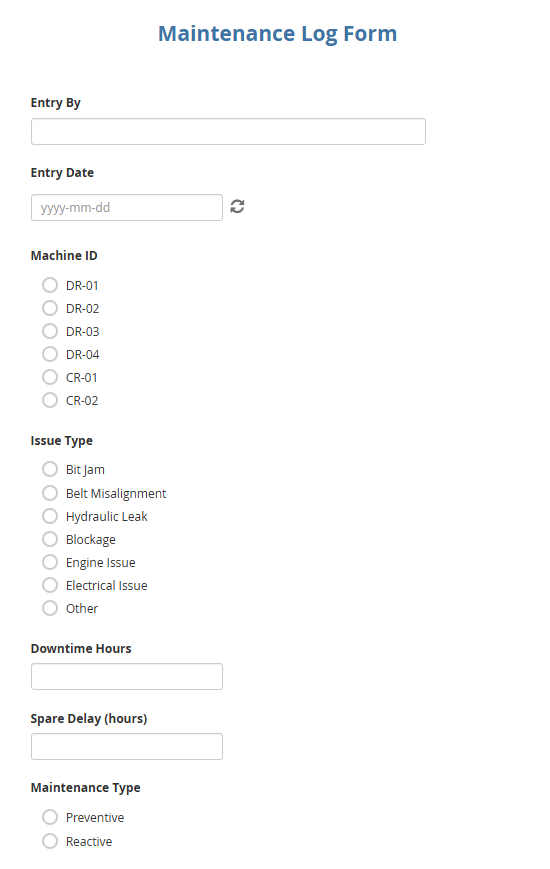 Maintenance Log Form
Entry By
Entry Date
yyyy-mm-dd
Machine ID
DR-01
DR-02
DR-03
DR-04
CR-01
CR-02
Issue Type
Bit Jam
Belt Misalignment
Hydraulic Leak
Blockage
Engine Issue
Electrical Issue
Other
Downtime Hours
Spare Delay (hours)
Maintenance Type
Preventive
Reactive